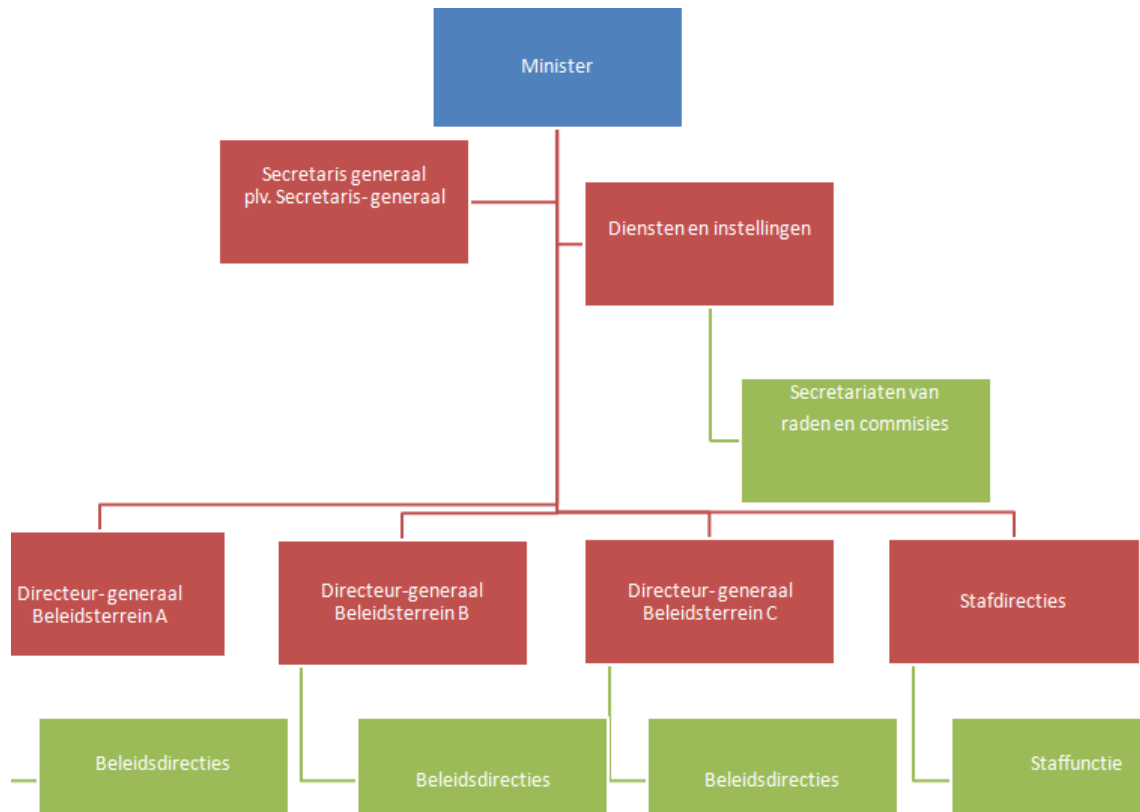 Minister
Secretaris generaal
plv. Secretaris-generaal
Diensten en instellingen
Secretariaten van
raden en commisies
Directeur-generaal
Beleidsterrein A
Directeur-generaal
Beleidsterrein B
Directeur-generaal
Beleidsterrein C
Stafdirecties
Beleidsdirecties
Beleidsdirecties
Beleidsdirecties
Staffunctie